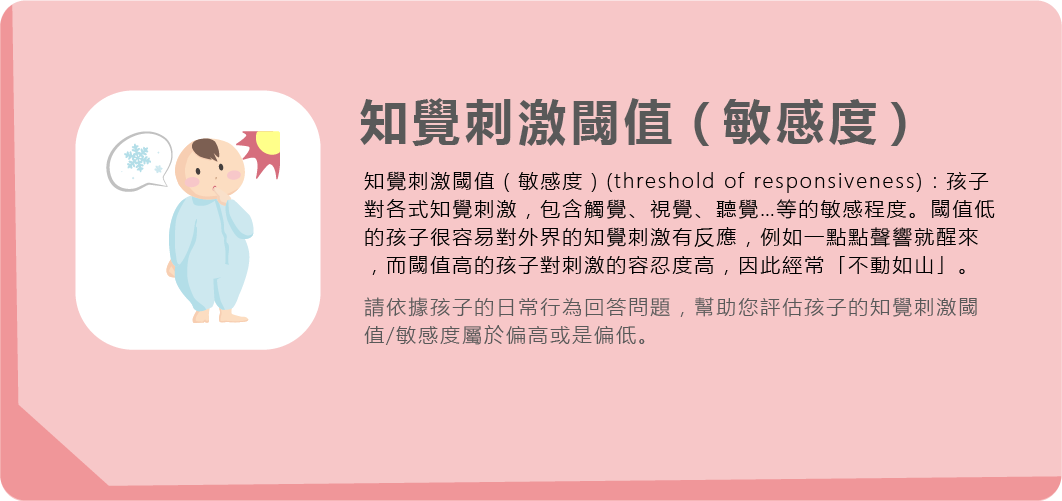 知覺刺激閾值（敏感度）
知覺刺激閾值（敏感度）(threshold of responsiveness)：孩子
對各式知覺刺激，包含觸覺、視覺、聽覺...等的敏感程度。閾值低
的孩子很容易對外界的知覺刺激有反應，例如一點點聲響就醒來
，而閾值高的孩子對刺激的容忍度高，因此經常「不動如山」。
請依據孩子的日常行為回答問題，幫助您評估孩子的知覺刺激閾
值/敏感度屬於偏高或是偏低。